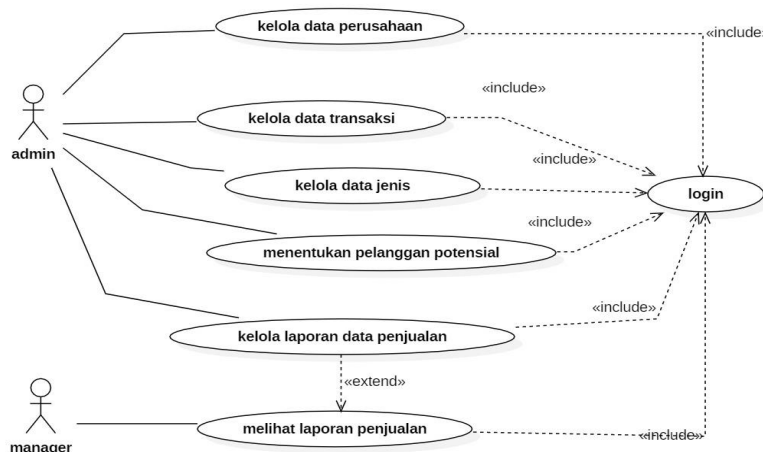 kelola data perusahaan
«include»
«include»
kelola data transaksi
admin
«include»
kelola data jenis
login
«include»
menentukan pelanggan potensial
«include»
kelola laporan data penjualan
«extend»
melihat laporan penjualan
«include»
manager